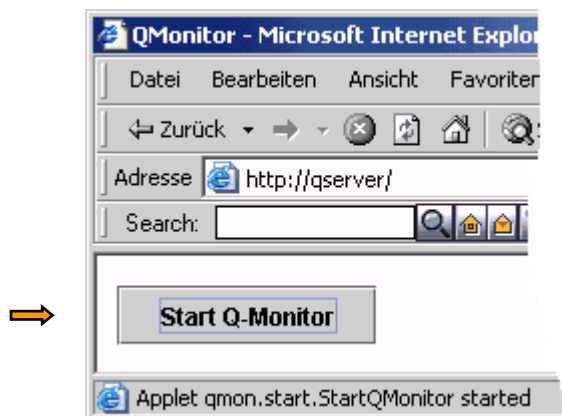 QMonitor - Microsoft Internet Explor
Datei Bearbeiten Ansicht Favoriten
Zurück
Adresse http://qserver/
Search:
Start Q-Monitor
Applet qmon.start.StartQMonitor started